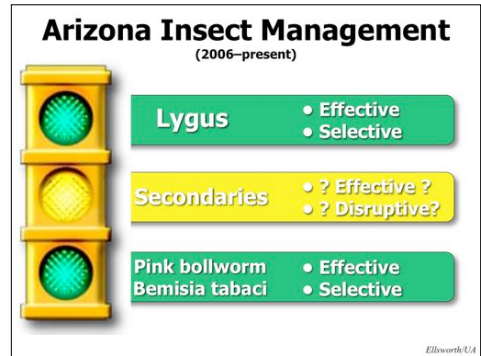 Arizona Insect Management
(2006–present)
Lygus
• Effective
• Selective
Secondaries
• ? Effective ?
• ? Disruptive?
Pink bollworm
Bemisia tabaci
• Effective
• Selective
Ellsworth/UA